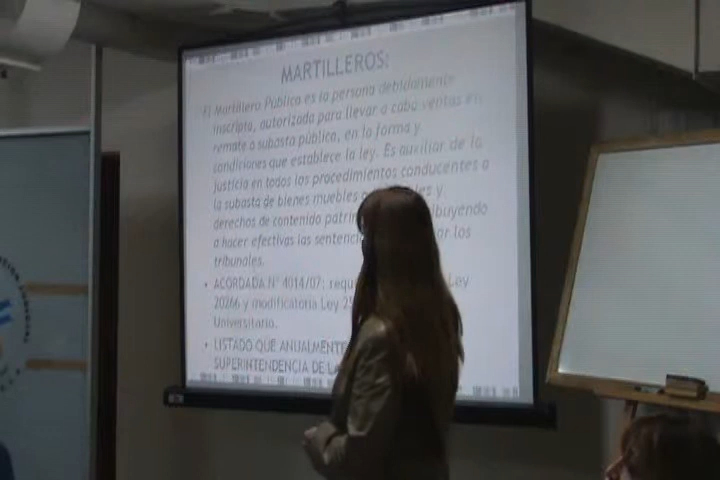 MARTILLEROS:
El Martillero Público es la persona debidamente
inscripta, autorizada para llevar a cabo ventas en
remate o subasta pública, en la forma y
condiciones que establece la ley. Es auxiliar de la
justicia en todos los procedimientos conducentes a
la subasta de bienes muebles y
derechos de contenido
a hacer efectivas las los
tribunales.
• ACORDADA N° 4014/07: Ley
20266 y modificatoria Ley
Universitario.
• LISTADO QUE ANUALMENTE
SUPERINTENDENCIA DE